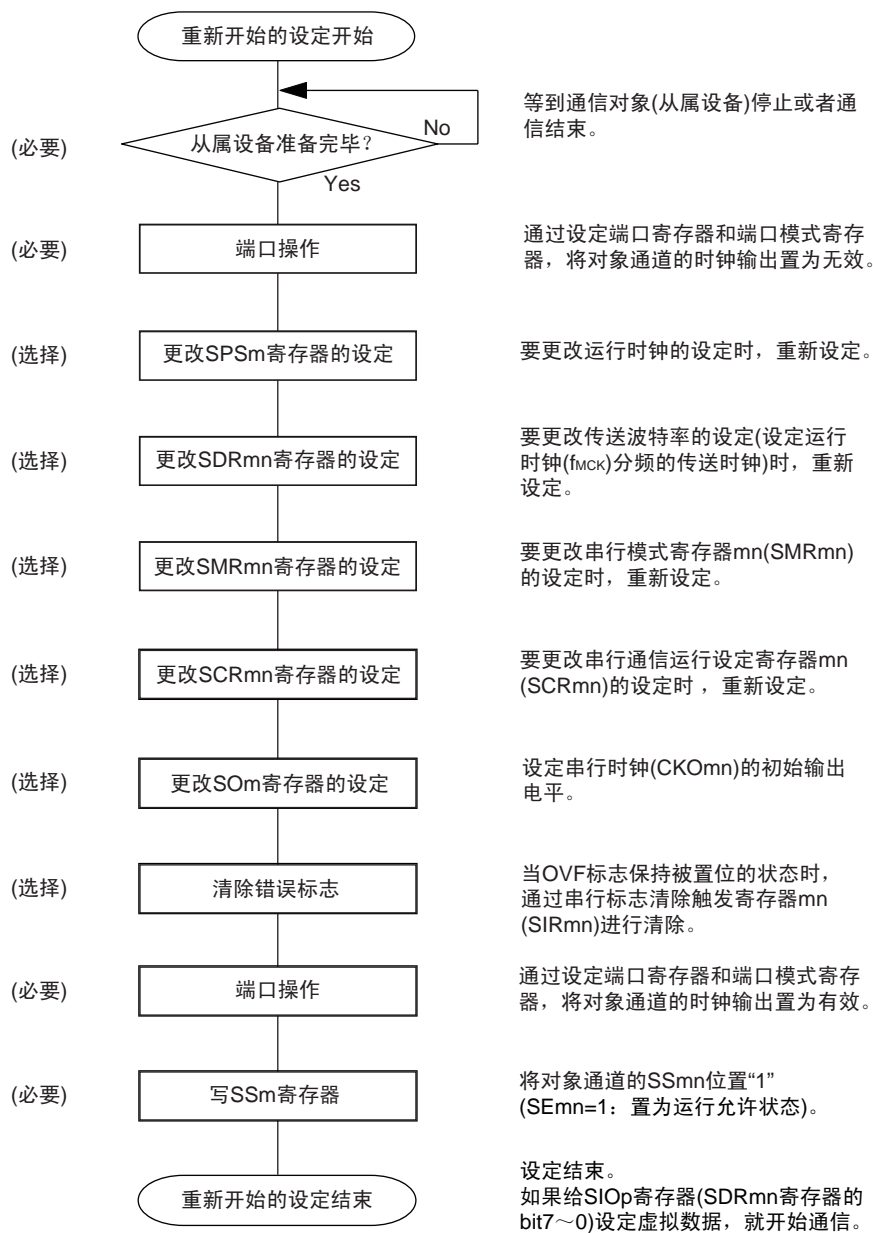 重新开始的设定开始
等到通信对象(从属设备)停止或者通
信结束。
No
(必要)
从属设备准备完毕？
Yes
(必要)
端口操作
通过设定端口寄存器和端口模式寄存
器，将对象通道的时钟输出置为无效。
(选择)
更改SPSm寄存器的设定
要更改运行时钟的设定时，重新设定。
(选择)
更改SDRmn寄存器的设定
要更改传送波特率的设定(设定运行
时钟(fMCK)分频的传送时钟)时，重新
设定。
(选择)
更改SMRmn寄存器的设定
要更改串行模式寄存器mn(SMRmn)
的设定时，重新设定。
(选择)
更改SCRmn寄存器的设定
要更改串行通信运行设定寄存器mn
(SCRmn)的设定时 ，重新设定。
(选择)
更改SOm寄存器的设定
设定串行时钟(CKOmn)的初始输出
电平。
(选择)
清除错误标志
当OVF标志保持被置位的状态时，
通过串行标志清除触发寄存器mn
(SIRmn)进行清除。
(必要)
端口操作
通过设定端口寄存器和端口模式寄存
器，将对象通道的时钟输出置为有效。
(必要)
写SSm寄存器
将对象通道的SSmn位置“1”
(SEmn=1：置为运行允许状态)。
重新开始的设定结束
设定结束。
如果给SIOp寄存器(SDRmn寄存器的
bit7～0)设定虚拟数据，就开始通信。